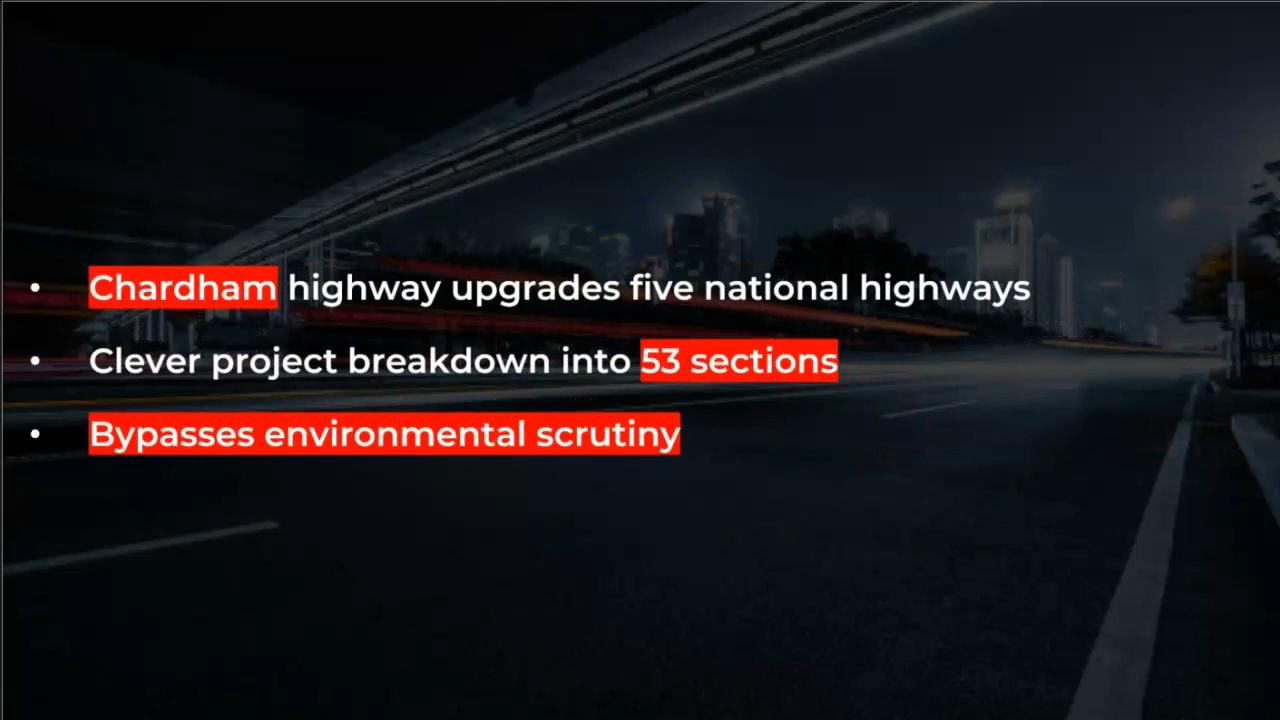 • Chardham highway upgrades five national highways
• Clever project breakdown into 53 sections
• Bypasses environmental scrutiny